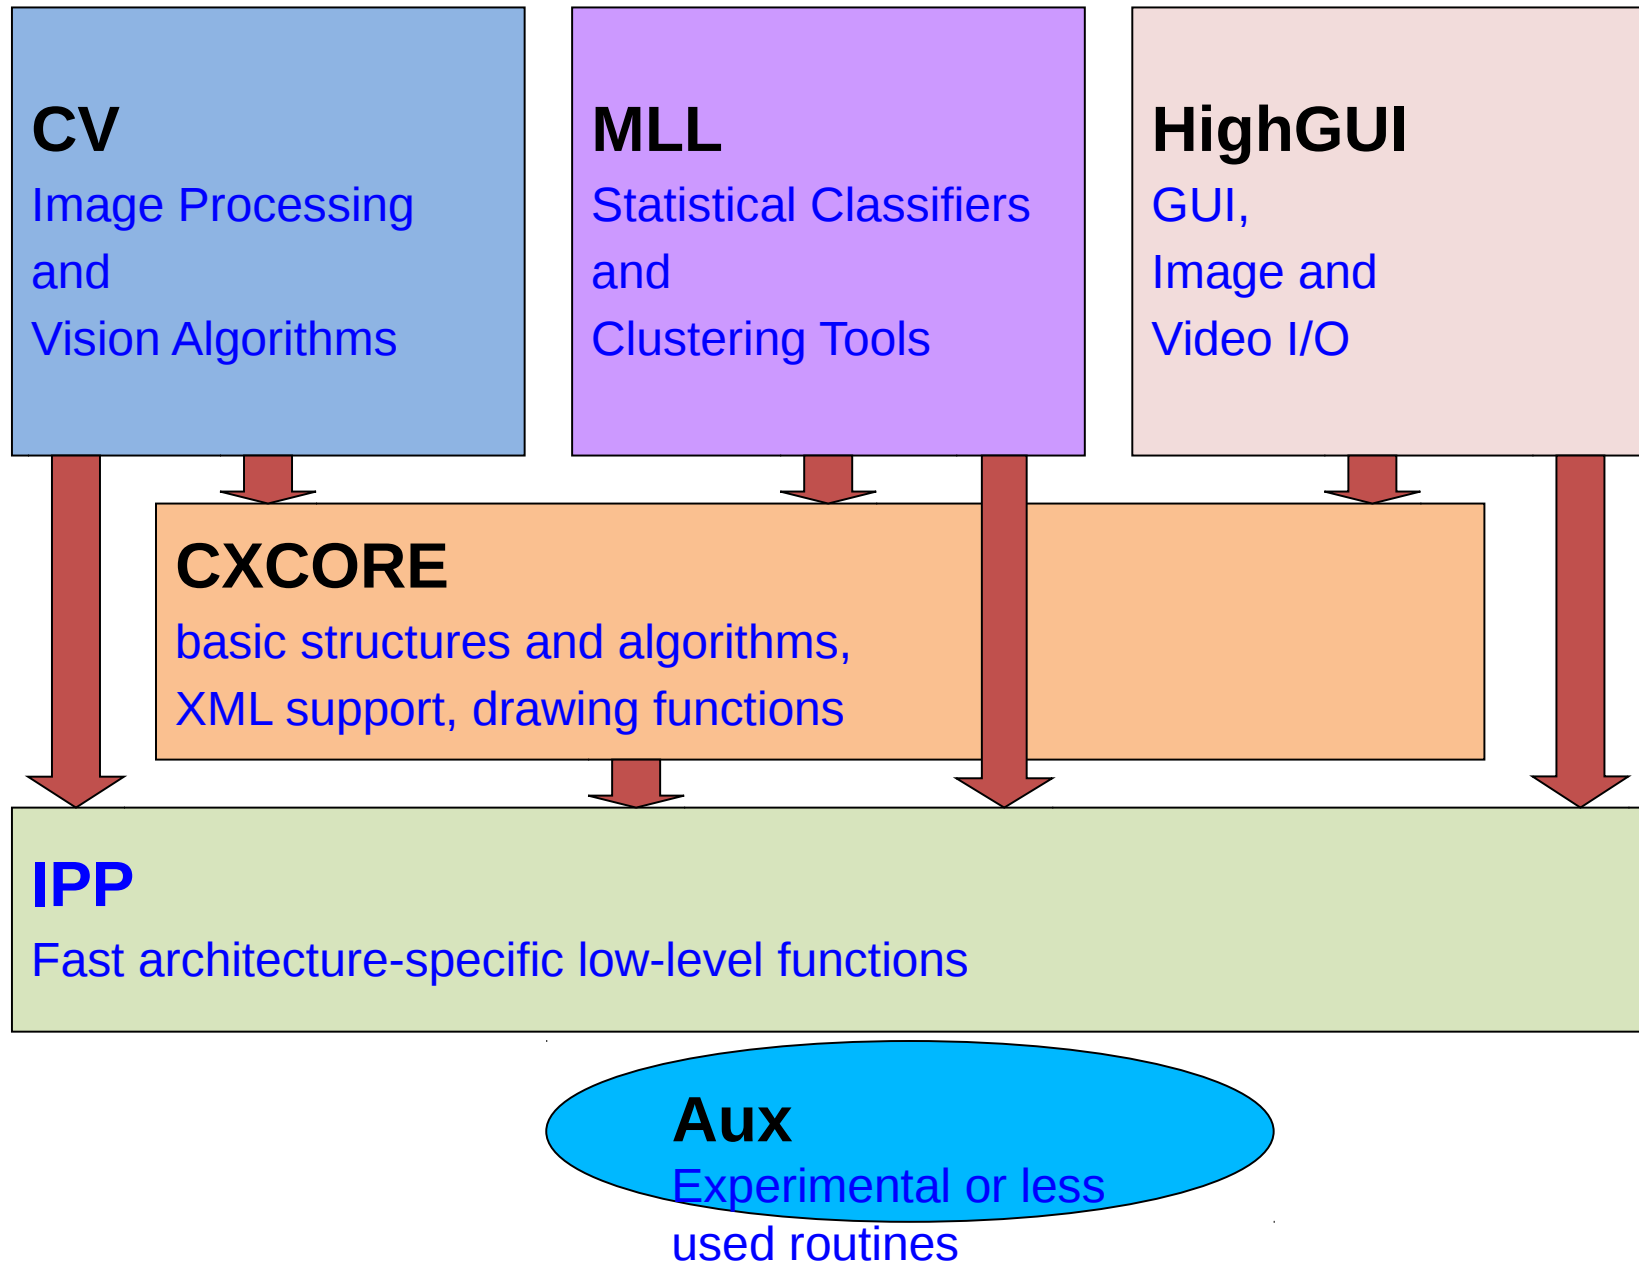 CV
Image Processing
and
Vision Algorithms
MLL
Statistical Classifiers
and
Clustering Tools
HighGUI
GUI,
Image and
Video I/O
CXCORE
basic structures and algorithms,
XML support, drawing functions
IPP
Fast architecture-specific low-level functions
Aux
Experimental or less
used routines